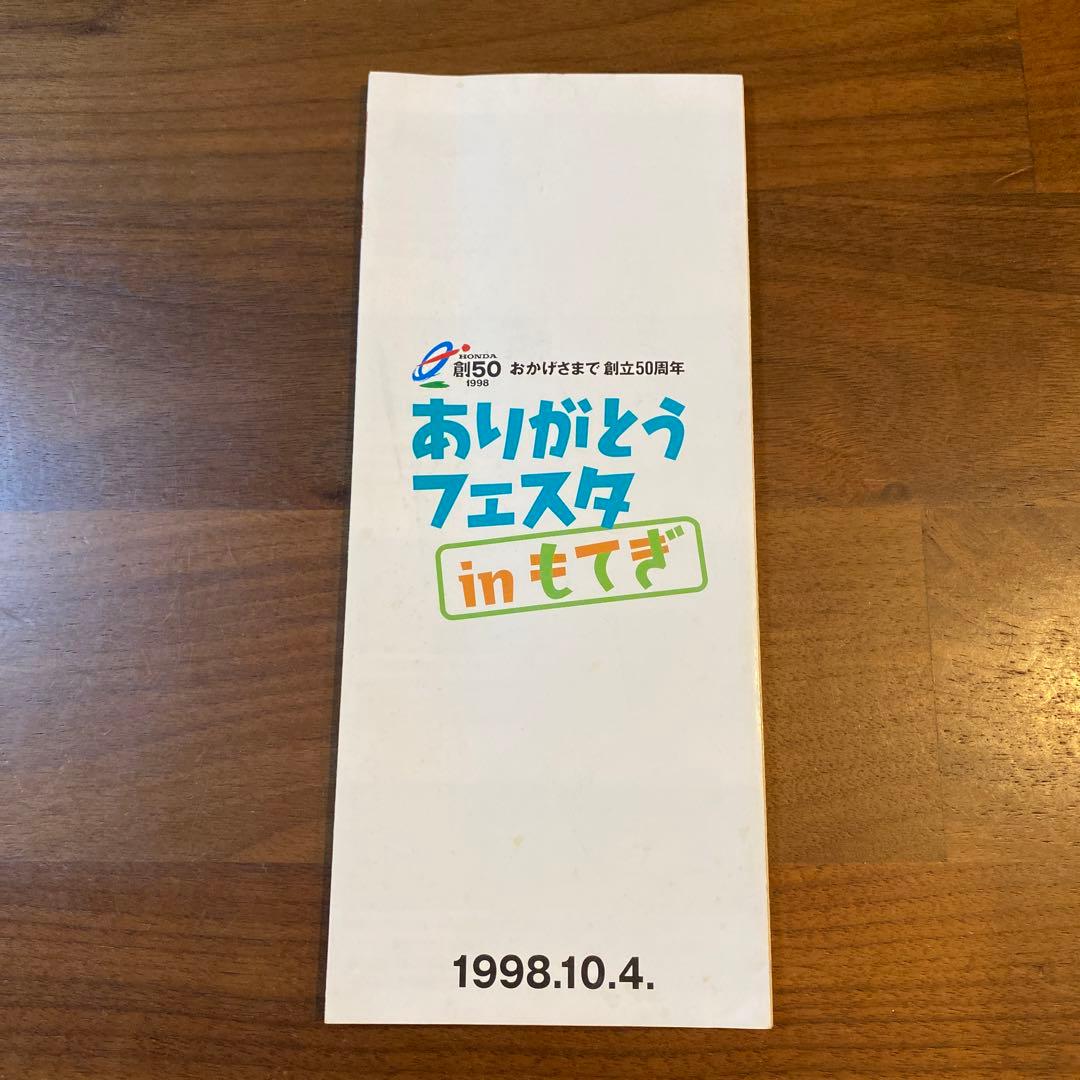 HONDA
創50 おかげさまで 創立50周年
1998
ありがとう
フェスタ
in もてぎ
1998.10.4.